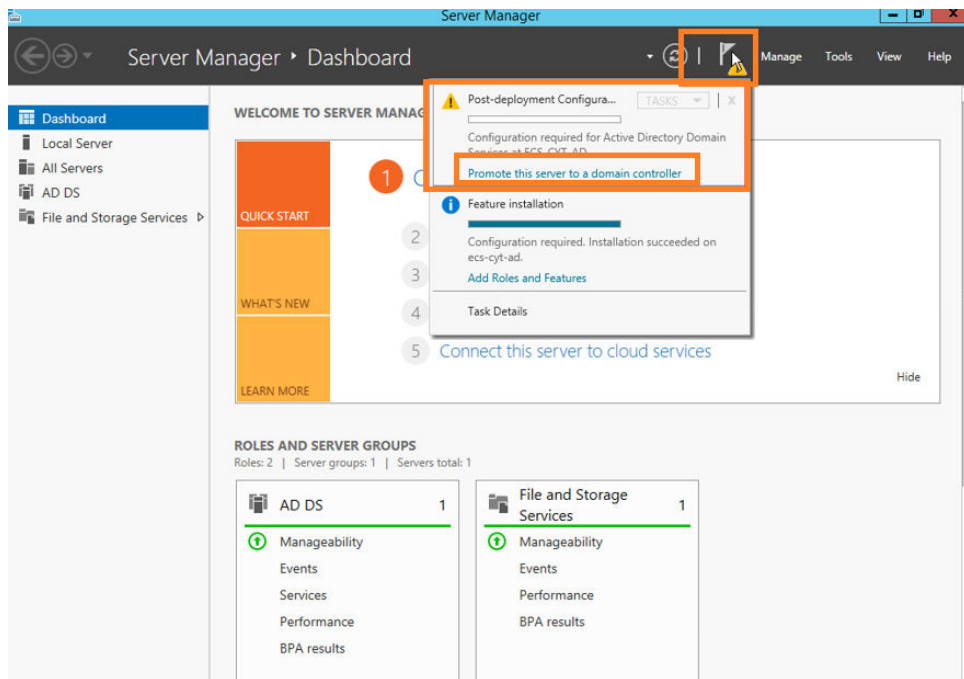 Server Manager
Server Manager • Dashboard
Manage Tools View Help
Dashboard
Local Server
All Servers
AD DS
File and Storage Services
WELCOME TO SERVER MANAG
QUICK START
WHAT'S NEW
LEARN MORE
1
2
3
4
5 Connect this server to cloud services
Hide
Post-deployment Configura... TASKS X
Configuration required for Active Directory Domain
Services at ECS-CYT-AD
Promote this server to a domain controller
Feature installation
Configuration required. Installation succeeded on
ecs-cyt-ad.
Add Roles and Features
Task Details
ROLES AND SERVER GROUPS
Roles: 2 | Server groups: 1 | Servers total: 1
AD DS 1
Manageability
Events
Services
Performance
BPA results
File and Storage
Services 1
Manageability
Events
Performance
BPA results